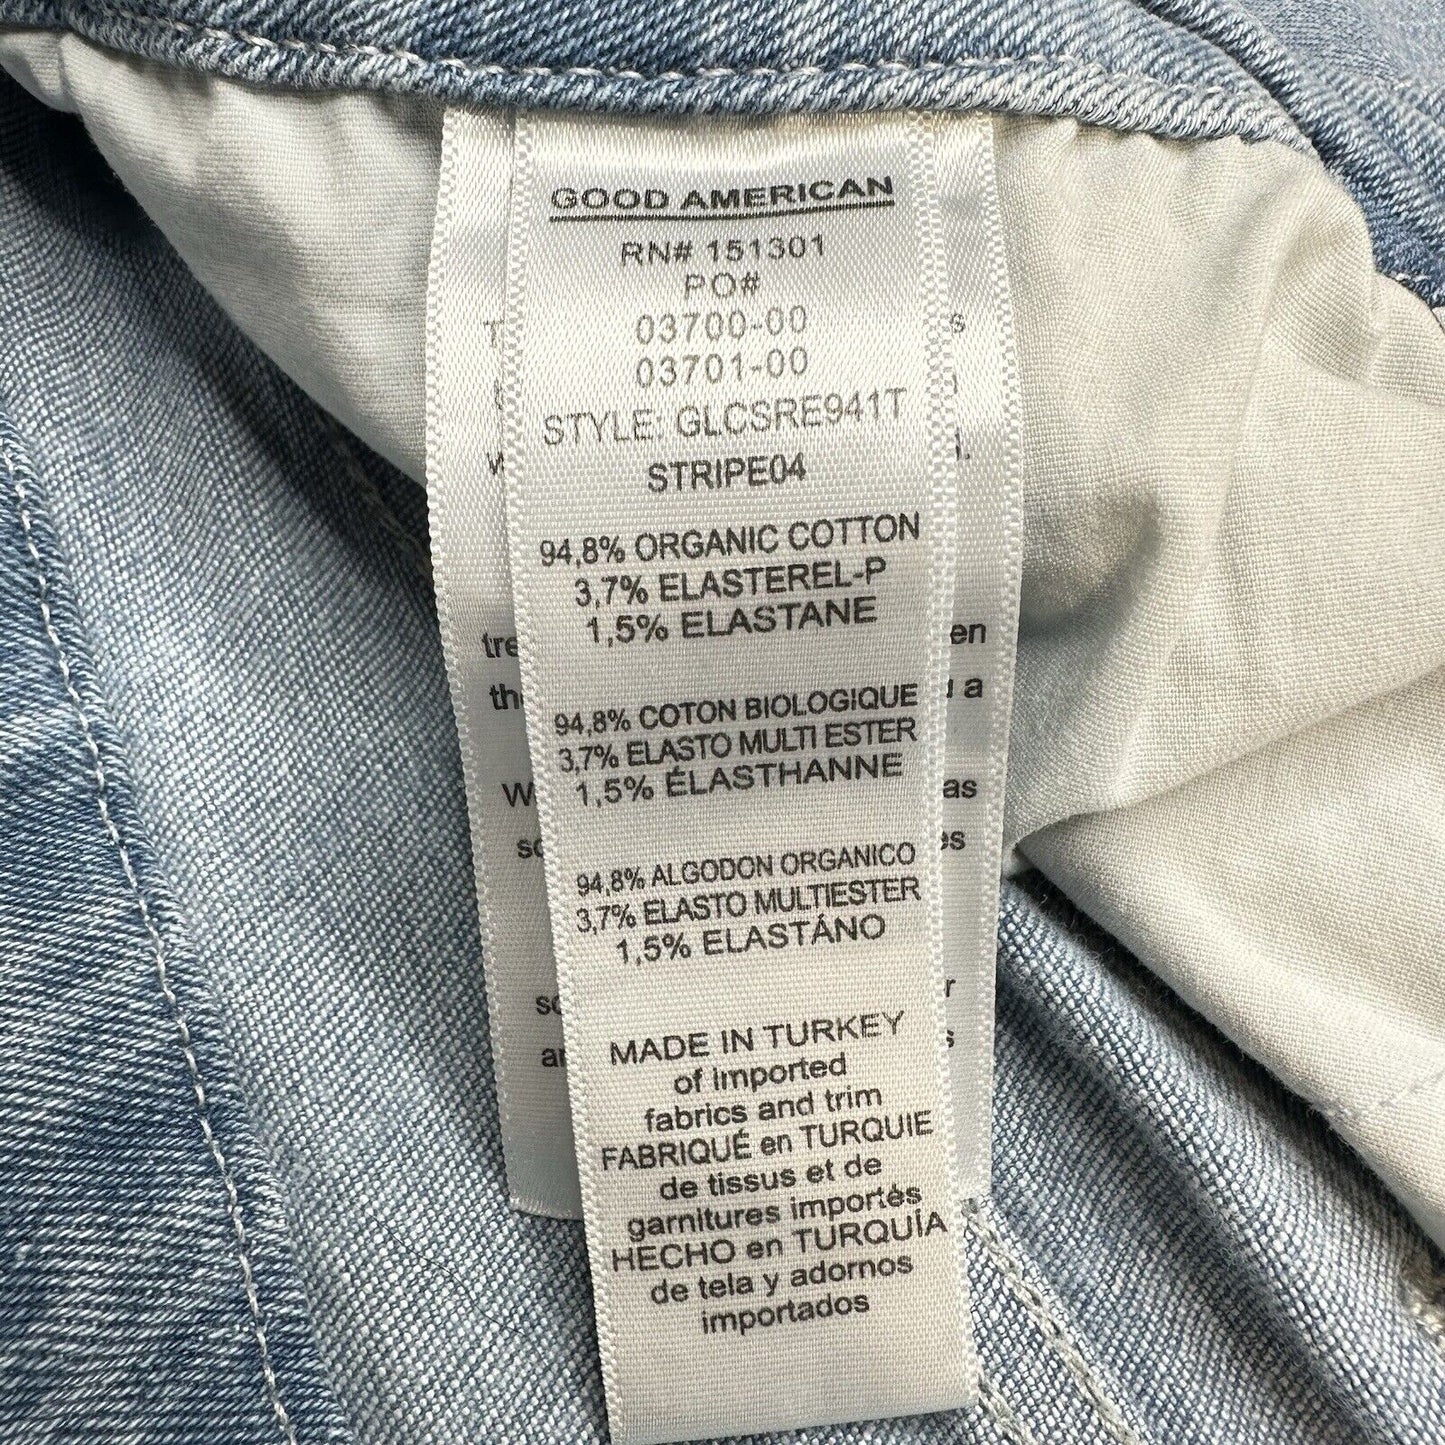 GOOD AMERICAN
RN# 151301
PO#
03700-00
03701-00
STYLE: GLCSRE941T
STRIPE04
94,8% ORGANIC COTTON
3,7% ELASTEREL-P
1,5% ELASTANE
94,8% COTON BIOLOGIQUE
3,7% ELASTO MULTI ESTER
1,5% ÉLASTHANNE
94,8% ALGODON ORGANICO
3,7% ELASTO MULTIESTER
1,5% ELASTÁNO
MADE IN TURKEY
of imported
fabrics and trim
FABRIQUÉ en TURQUIE
de tissus et de
garnitures importés
HECHO en TURQUÍA
de tela y adornos
importados